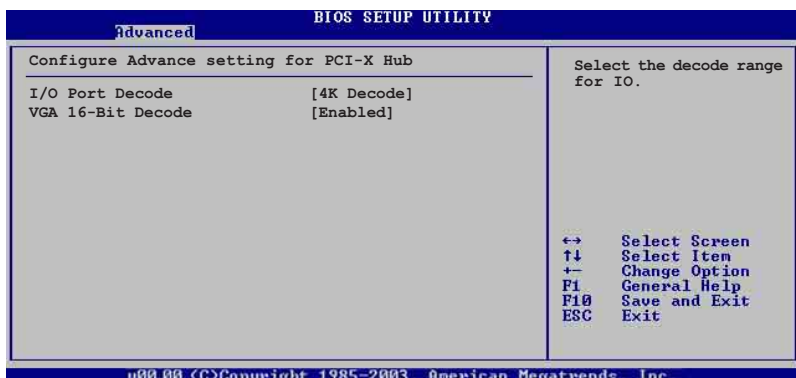 BIOS SETUP UTILITY
Advanced
Configure Advance setting for PCI-X Hub
I/O Port Decode [4K Decode]
VGA 16-Bit Decode [Enabled]
Select the decode range
for IO.
←→ Select Screen
↑↓ Select Item
+- Change Option
F1 General Help
F10 Save and Exit
ESC Exit
v00.00 (C)Copyright 1985-2003, American Megatrends, Inc